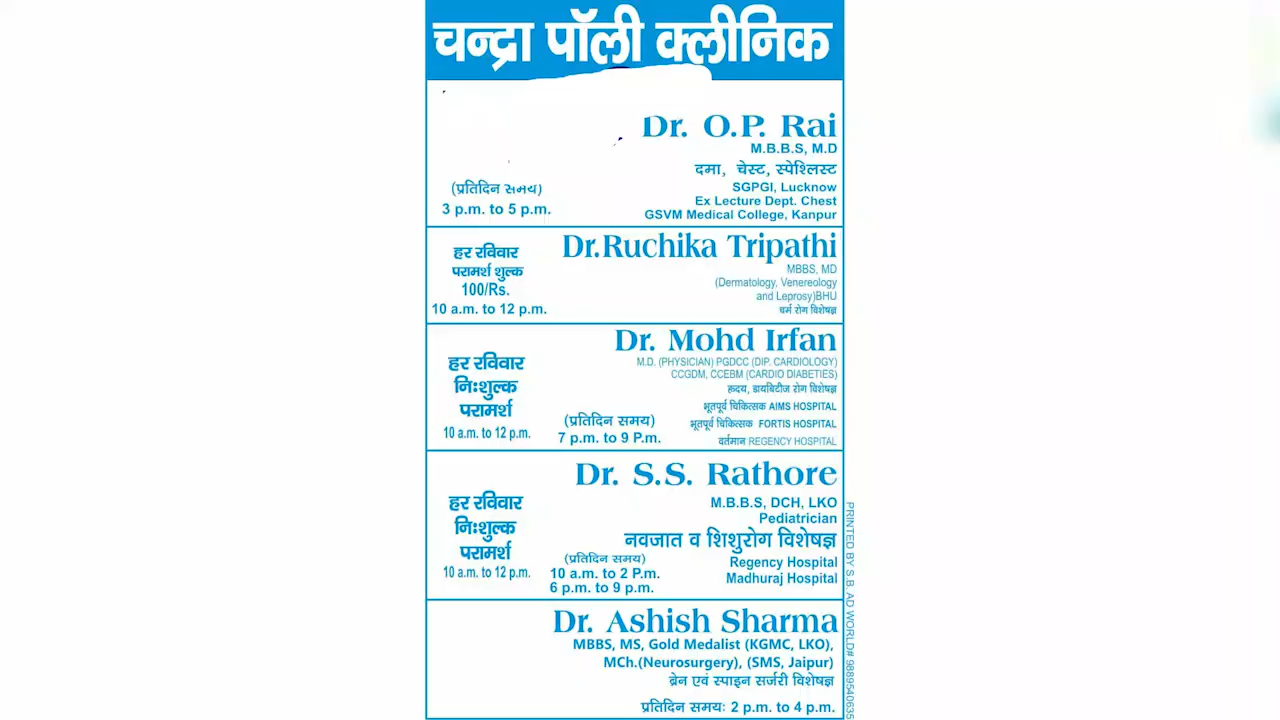 चन्द्रा पॉली क्लीनिक
Dr. O.P. Rai
M.B.B.S, M.D
दमा, चेस्ट, स्पेश्लिस्ट
SGPGI, Lucknow
Ex Lecture Dept. Chest
GSVM Medical College, Kanpur
(प्रतिदिन समय)
3 p.m. to 5 p.m.
Dr.Ruchika Tripathi
MBBS, MD
(Dermatology, Venereology
and Leprosy)BHU
चर्म रोग विशेषज्ञ
हर रविवार
परामर्श शुल्क
100/Rs.
10 a.m. to 12 p.m.
Dr. Mohd Irfan
M.D. (PHYSICIAN) PGDCC (DIP. CARDIOLOGY)
CCGDM, CCEBM (CARDIO DIABETIES)
हृदय, डायबिटीज रोग विशेषज्ञ
भूतपूर्व चिकित्सक AIMS HOSPITAL
भूतपूर्व चिकित्सक FORTIS HOSPITAL
वर्तमान REGENCY HOSPITAL
हर रविवार
निःशुल्क
परामर्श
10 a.m. to 12 p.m.
(प्रतिदिन समय)
7 p.m. to 9 P.m.
Dr. S.S. Rathore
M.B.B.S, DCH, LKO
Pediatrician
नवजात व शिशुरोग विशेषज्ञ
Regency Hospital
Madhuraj Hospital
हर रविवार
निःशुल्क
परामर्श
10 a.m. to 12 p.m.
(प्रतिदिन समय)
10 a.m. to 2 P.m.
6 p.m. to 9 p.m.
Dr. Ashish Sharma
MBBS, MS, Gold Medalist (KGMC, LKO),
MCh.(Neurosurgery), (SMS, Jaipur)
ब्रेन एवं स्पाइन सर्जरी विशेषज्ञ
प्रतिदिन समयः 2 p.m. to 4 p.m.
PRINTED BY S.B. AD WORLD# 9889540635